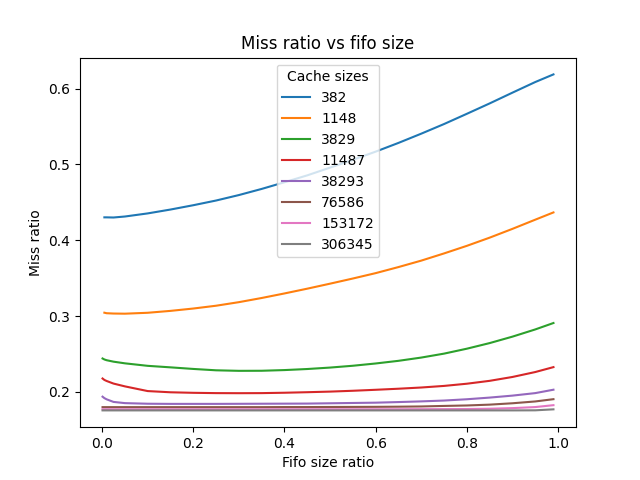 Miss ratio vs fifo size
Cache sizes
382
1148
3829
11487
38293
76586
153172
306345
Miss ratio
0.6
0.5
0.4
0.3
0.2
0.0 0.2 0.4 0.6 0.8 1.0
Fifo size ratio